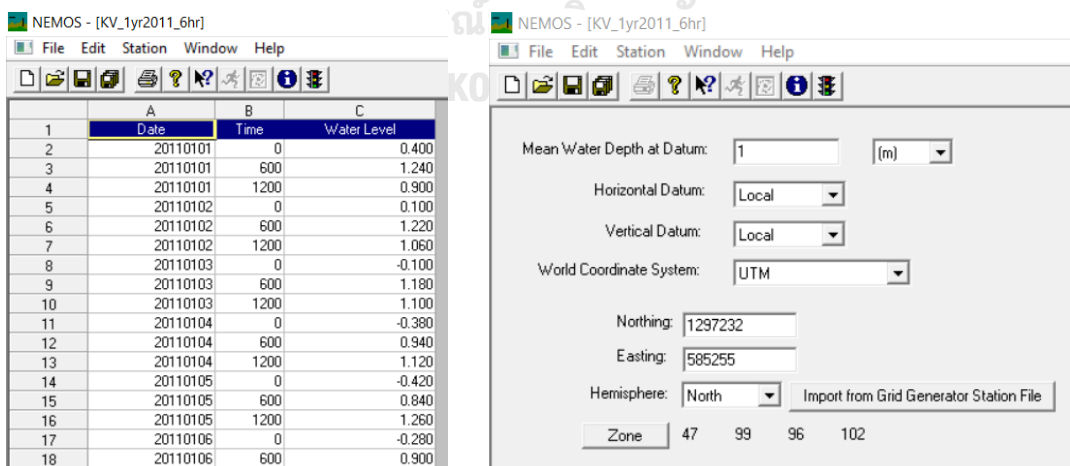 NEMOS - [KV_1yr2011_6hr]
File Edit Station Window Help
A B C
1 Date Time Water Level
2 20110101 0 0.400
3 20110101 600 1.240
4 20110101 1200 0.900
5 20110102 0 0.100
6 20110102 600 1.220
7 20110102 1200 1.060
8 20110103 0 -0.100
9 20110103 600 1.180
10 20110103 1200 1.100
11 20110104 0 -0.380
12 20110104 600 0.940
13 20110104 1200 1.120
14 20110105 0 -0.420
15 20110105 600 0.840
16 20110105 1200 1.260
17 20110106 0 -0.280
18 20110106 600 0.900
NEMOS - [KV_1yr2011_6hr]
File Edit Station Window Help
Mean Water Depth at Datum: 1 (m)
Horizontal Datum: Local
Vertical Datum: Local
World Coordinate System: UTM
Northing: 1297232
Easting: 585255
Hemisphere: North Import from Grid Generator Station File
Zone 47 99 96 102